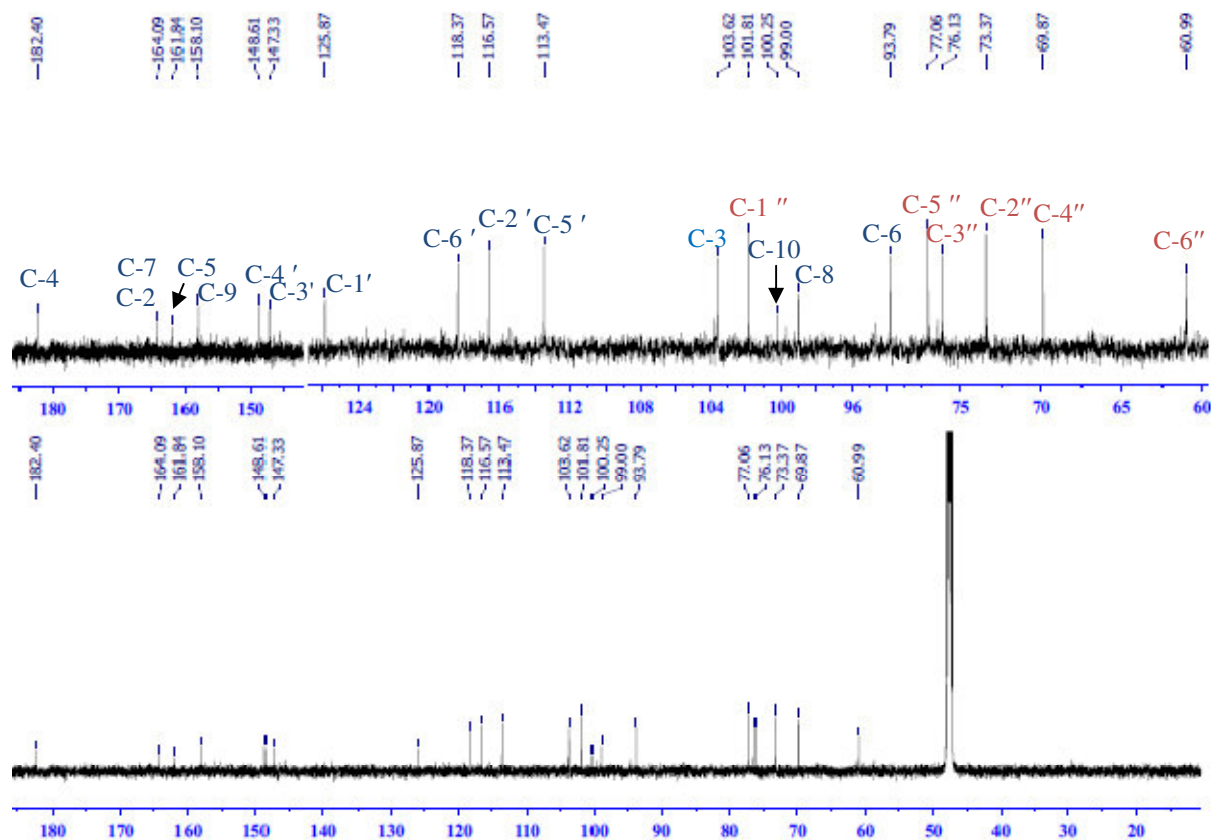 182.40
164.09
161.84
158.10
148.61
147.33
125.87
118.37
116.57
113.47
103.62
101.81
100.25
99.00
93.79
77.06
76.13
73.37
69.87
60.99
C-4
C-7
C-2
C-5
C-9
C-4 ′
C-3'
C-1′
C-6 ′
C-2 ′
C-5 ′
C-3
C-1 ″
C-10
C-8
C-6
C-5 ″
C-3″
C-2″
C-4″
C-6″
180 170 160 150 124 120 116 112 108 104 100 96 75 70 65 60
182.40
164.09
161.84
158.10
148.61
147.33
125.87
118.37
116.57
113.47
103.62
101.81
100.25
99.00
93.79
77.06
76.13
73.37
69.87
60.99
180 170 160 150 140 130 120 110 100 90 80 70 60 50 40 30 20